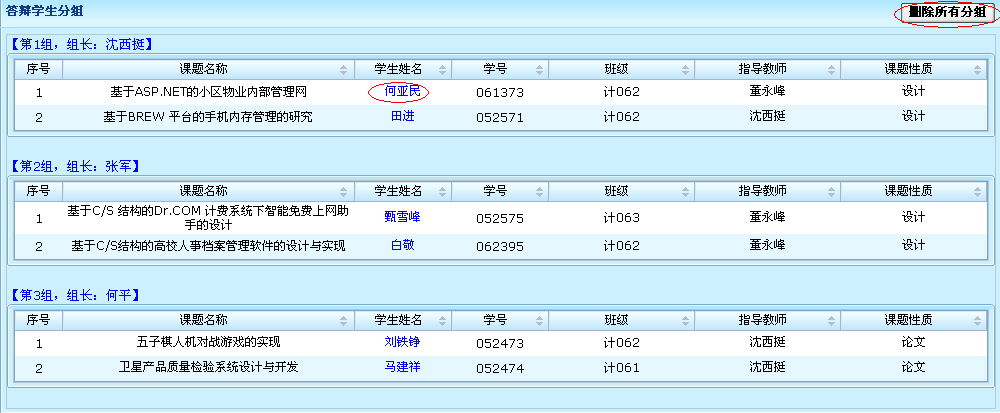 答辩学生分组
删除所有分组
【第1组，组长：沈西挺】
序号 课题名称 学生姓名 学号 班级 指导教师 课题性质
1 基于ASP.NET的小区物业内部管理网 何亚民 061373 计062 董永峰 设计
2 基于BREW 平台的手机内存管理的研究 田进 052571 计062 沈西挺 设计
【第2组，组长：张军】
序号 课题名称 学生姓名 学号 班级 指导教师 课题性质
1 基于C/S 结构的Dr.COM 计费系统下智能免费上网助 甄雪峰 052575 计063 董永峰 设计
手的设计
2 基于C/S结构的高校人事档案管理软件的设计与实现 白敬 062395 计062 董永峰 设计
【第3组，组长：何平】
序号 课题名称 学生姓名 学号 班级 指导教师 课题性质
1 五子棋人机对战游戏的实现 刘铁铮 052473 计062 沈西挺 论文
2 卫星产品质量检验系统设计与开发 马建祥 052474 计061 沈西挺 论文